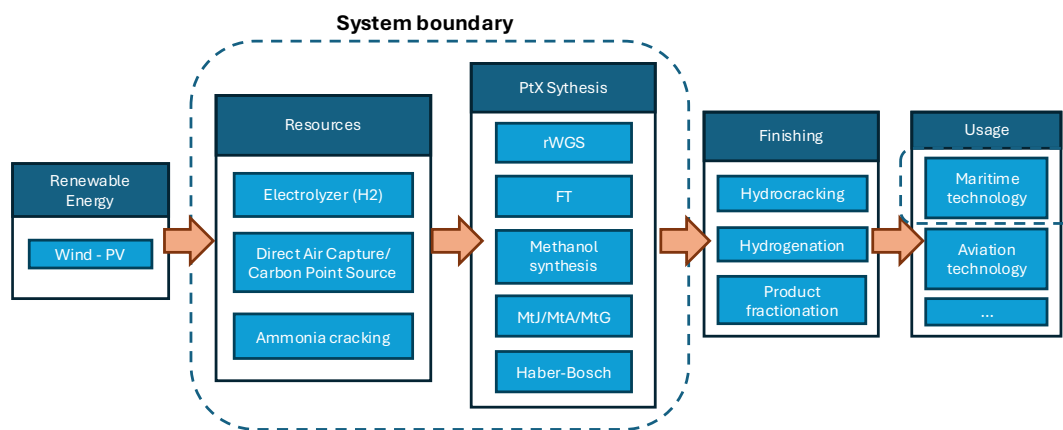 System boundary
Renewable
Energy
Wind - PV
Resources
Electrolyzer (H2)
Direct Air Capture/
Carbon Point Source
Ammonia cracking
PtX Sythesis
rWGS
FT
Methanol
synthesis
MtJ/MtA/MtG
Haber-Bosch
Finishing
Hydrocracking
Hydrogenation
Product
fractionation
Usage
Maritime
technology
Aviation
technology
...